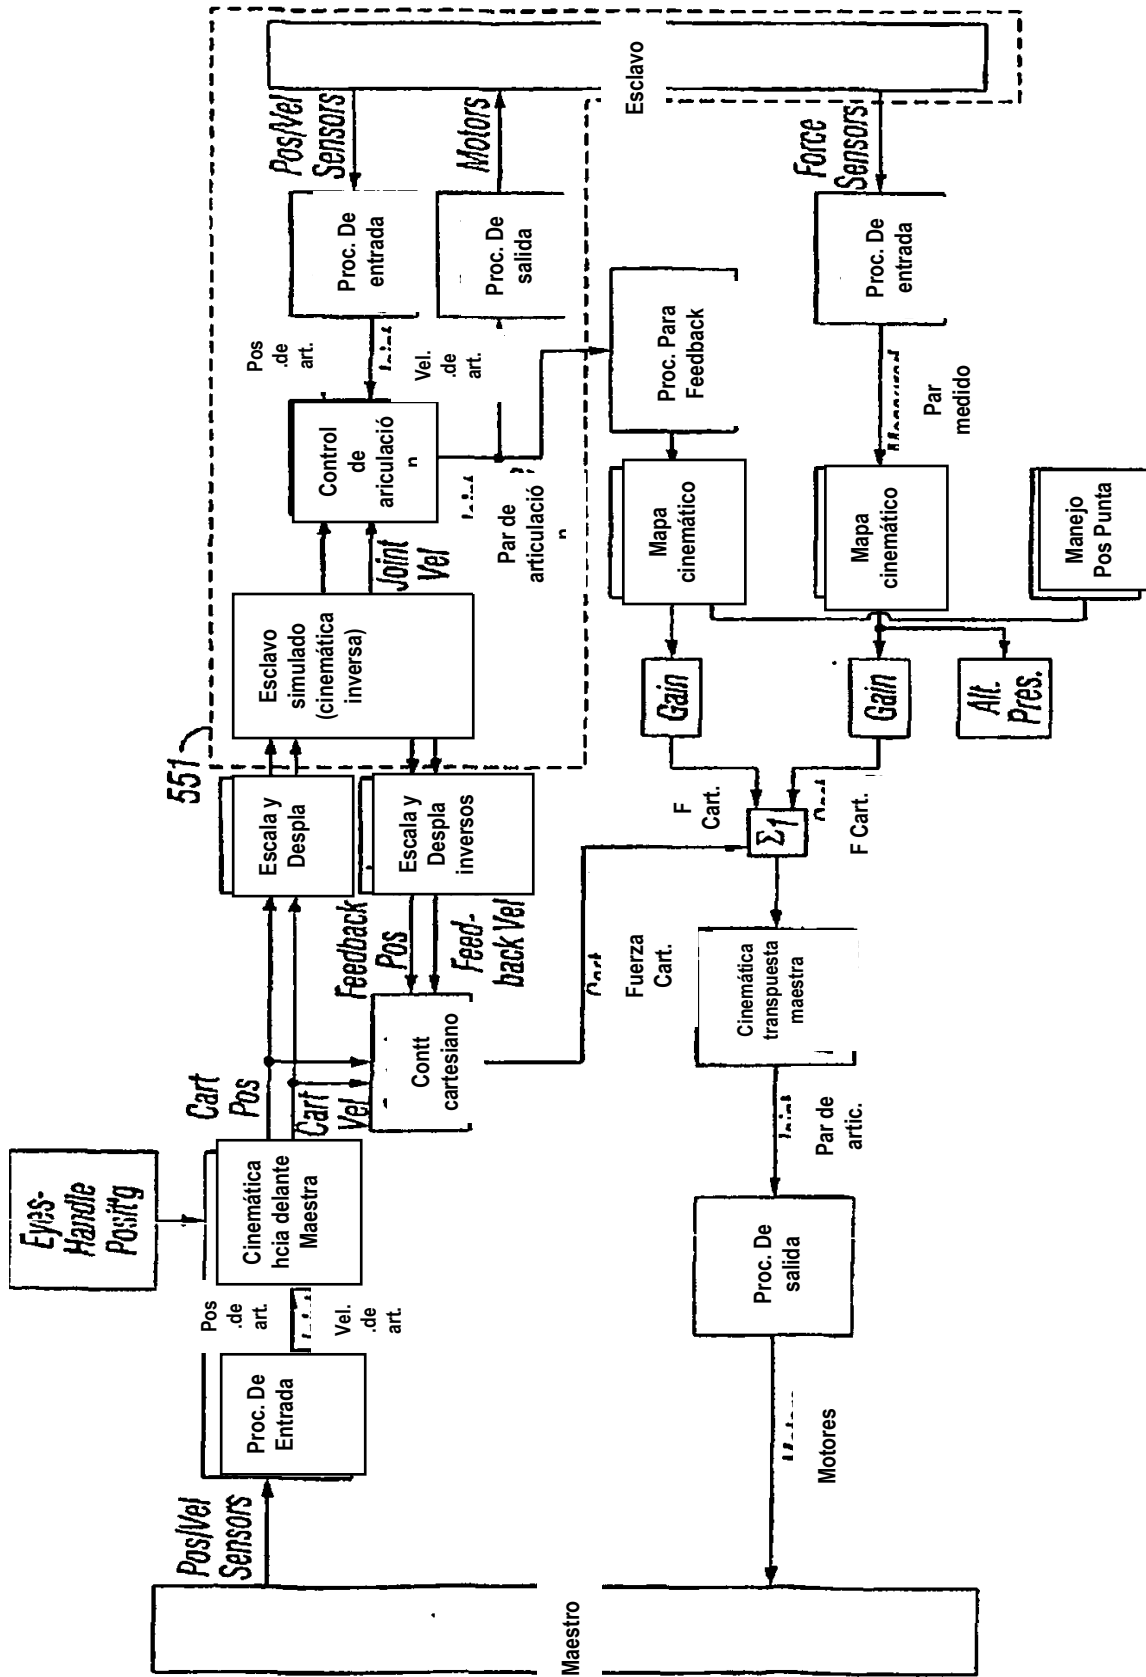 Eyes-
Handle
Posit'g
551
Pos/Vel
Sensors
Proc. De
Entrada
Pos
.de
art.
Vel.
.de
art.
Cinemática
hcia delante
Maestra
Cart
Pos
Cart
Vel
Escala y
Despla
Esclavo
simulado
(cinemática
inversa)
Joint
Vel
Control
de
ariculació
n
Pos
.de
art.
Vel.
.de
art.
Proc. De
entrada
Pos/Vel
Sensors
Proc. De
salida
Motors
Esclavo
Escala y
Despla
inversos
Feedback
Pos
Feed-
back Vel
Contt
cartesiano
Par de
articulació
n
Proc. Para
Feedback
Mapa
cinemático
Gain
F
Cart.
Fuerza
Cart.
Σ1
F Cart.
Gain
Mapa
cinemático
Par
medido
Proc. De
entrada
Force
Sensors
Alt.
Pres.
Manejo
Pos Punta
Cinemática
transpuesta
maestra
Par de
artic.
Proc. De
salida
Motores
Maestro